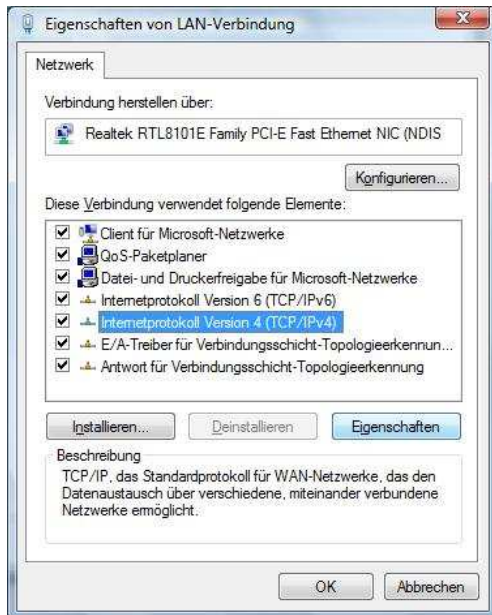 Eigenschaften von LAN-Verbindung
Netzwerk
Verbindung herstellen über:
Realtek RTL8101E Family PCI-E Fast Ethernet NIC (NDIS
Konfigurieren...
Diese Verbindung verwendet folgende Elemente:
Client für Microsoft-Netzwerke
QoS-Paketplaner
Datei- und Druckerfreigabe für Microsoft-Netzwerke
Internetprotokoll Version 6 (TCP/IPv6)
Internetprotokoll Version 4 (TCP/IPv4)
E/A-Treiber für Verbindungsschicht-Topologieerkennun...
Antwort für Verbindungsschicht-Topologieerkennung
Installieren... Deinstallieren Eigenschaften
Beschreibung
TCP/IP, das Standardprotokoll für WAN-Netzwerke, das den
Datenaustausch über verschiedene, miteinander verbundene
Netzwerke ermöglicht.
OK Abbrechen